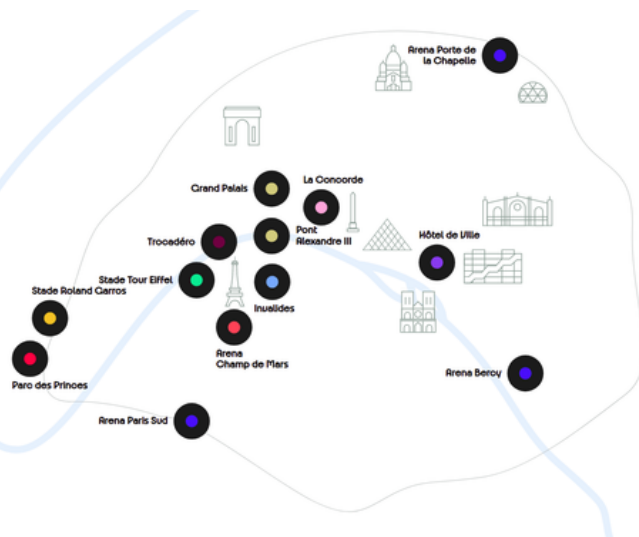 Arena Porte de
la Chapelle
Grand Palais
La Concorde
Pont
Alexandre III
Trocadéro
Hôtel de Ville
Stade Tour Eiffel
Stade Roland Garros
Invalides
Arena
Champ de Mars
Parc des Princes
Arena Bercy
Arena Paris Sud